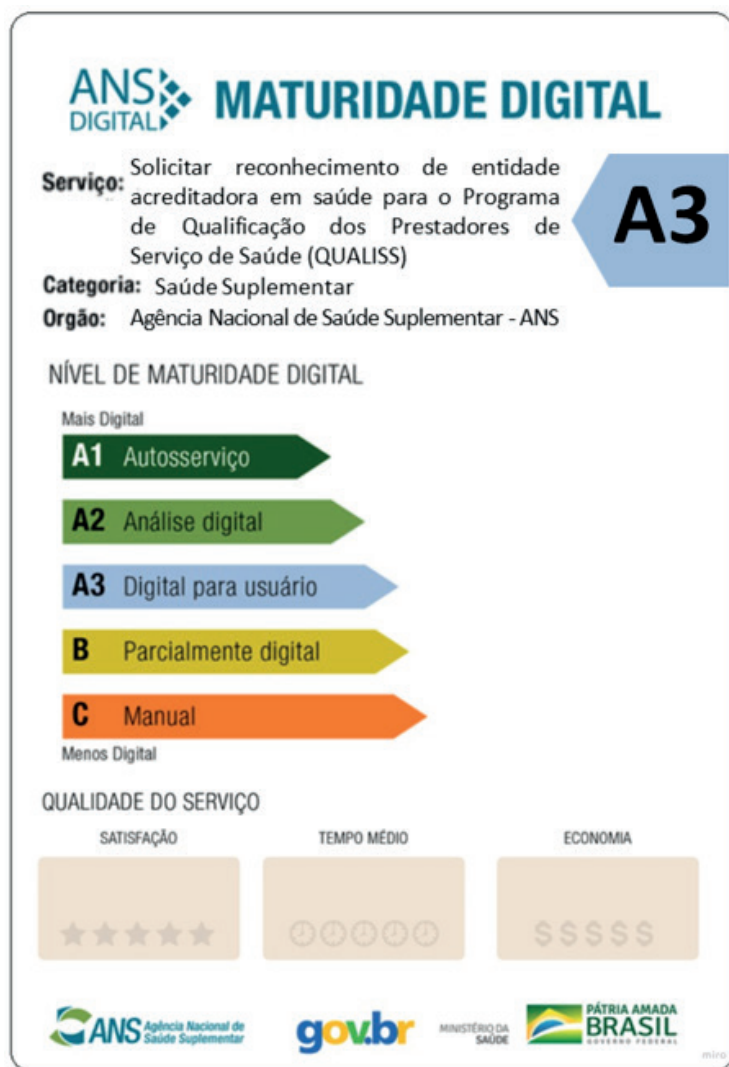 ANS
DIGITAL
MATURIDADE DIGITAL
Serviço: Solicitar reconhecimento de entidade
acreditadora em saúde para o Programa
de Qualificação dos Prestadores de
Serviço de Saúde (QUALISS)
A3
Categoria: Saúde Suplementar
Orgão: Agência Nacional de Saúde Suplementar - ANS
NÍVEL DE MATURIDADE DIGITAL
Mais Digital
A1 Autosserviço
A2 Análise digital
A3 Digital para usuário
B Parcialmente digital
C Manual
Menos Digital
QUALIDADE DO SERVIÇO
SATISFAÇÃO
TEMPO MÉDIO
ECONOMIA
$$$$$
ANS Agência Nacional de
Saúde Suplementar
gov.br
MINISTÉRIO DA
SAÚDE
PÁTRIA AMADA
BRASIL
GOVERNO FEDERAL
miro